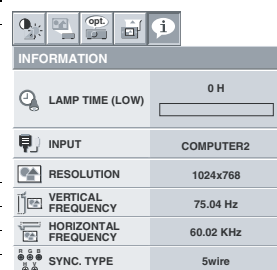 opt.
INFORMATION
LAMP TIME (LOW)
0 H
INPUT
COMPUTER2
RESOLUTION
1024x768
VERTICAL
FREQUENCY
75.04 Hz
HORIZONTAL
FREQUENCY
60.02 KHz
R G B
H V
SYNC. TYPE
5wire